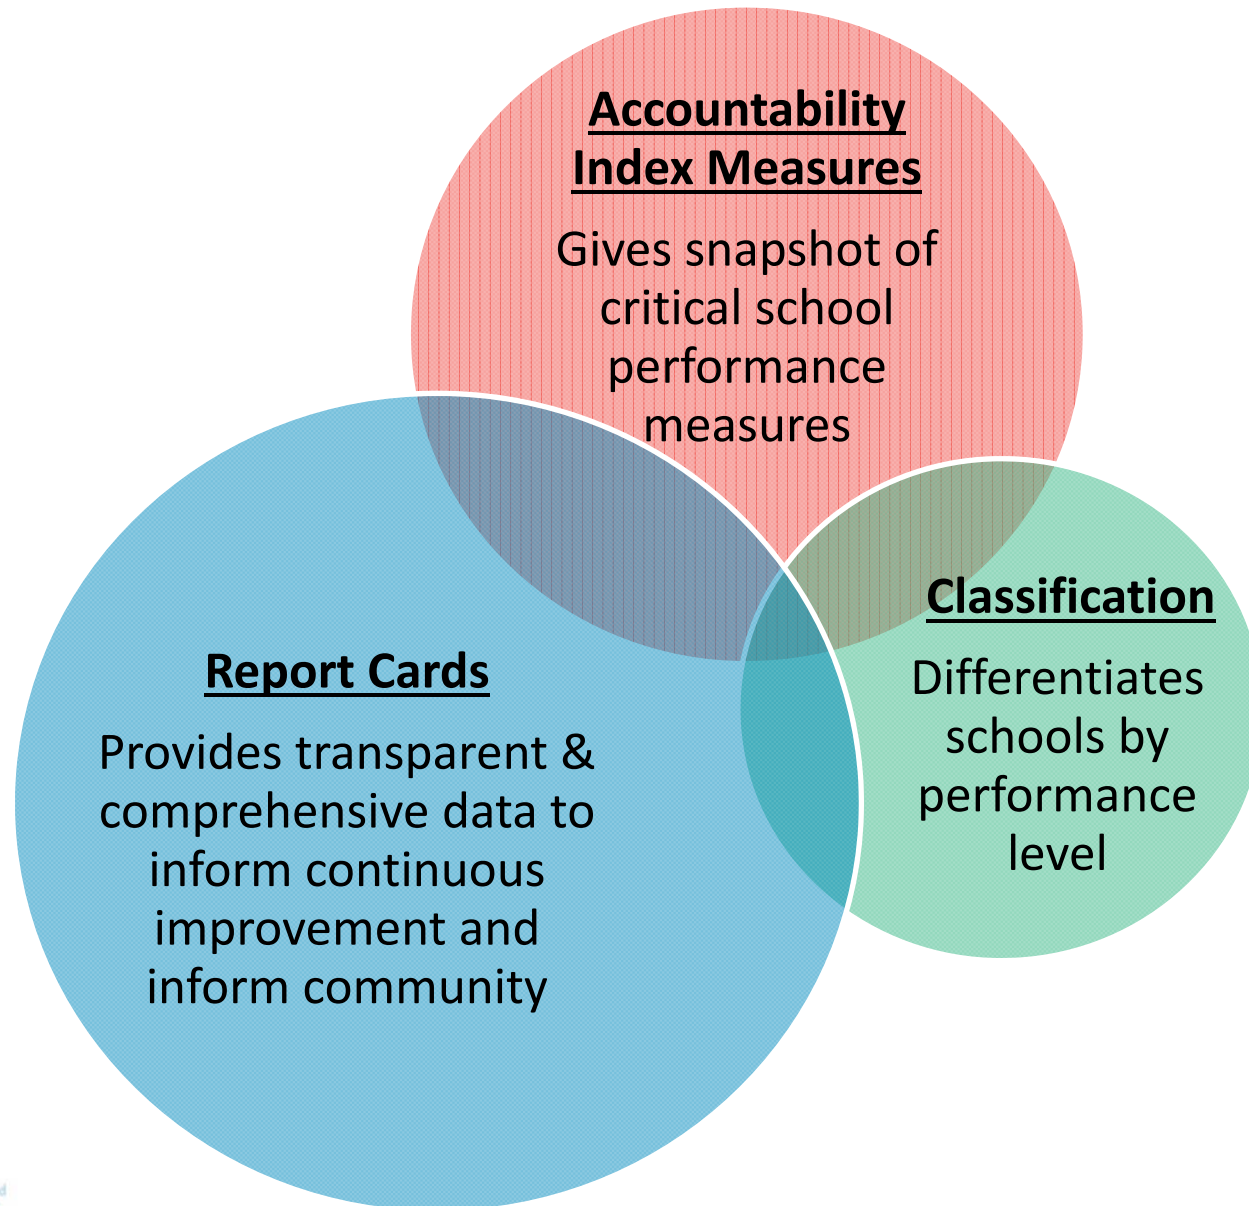 Accountability
Index Measures
Gives snapshot of
critical school
performance
measures
Report Cards
Provides transparent &
comprehensive data to
inform continuous
improvement and
inform community
Classification
Differentiates
schools by
performance
level